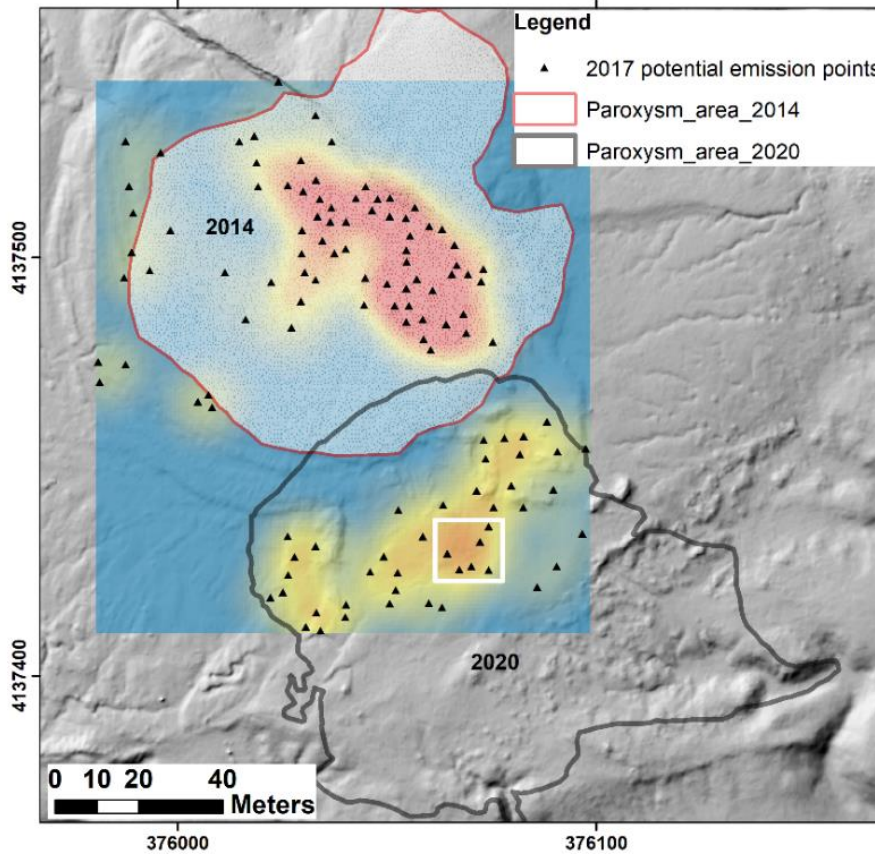 Legend
2017 potential emission points
Paroxysm_area_2014
Paroxysm_area_2020
2014
4137500
2020
4137400
0 10 20 40
Meters
376000 376100